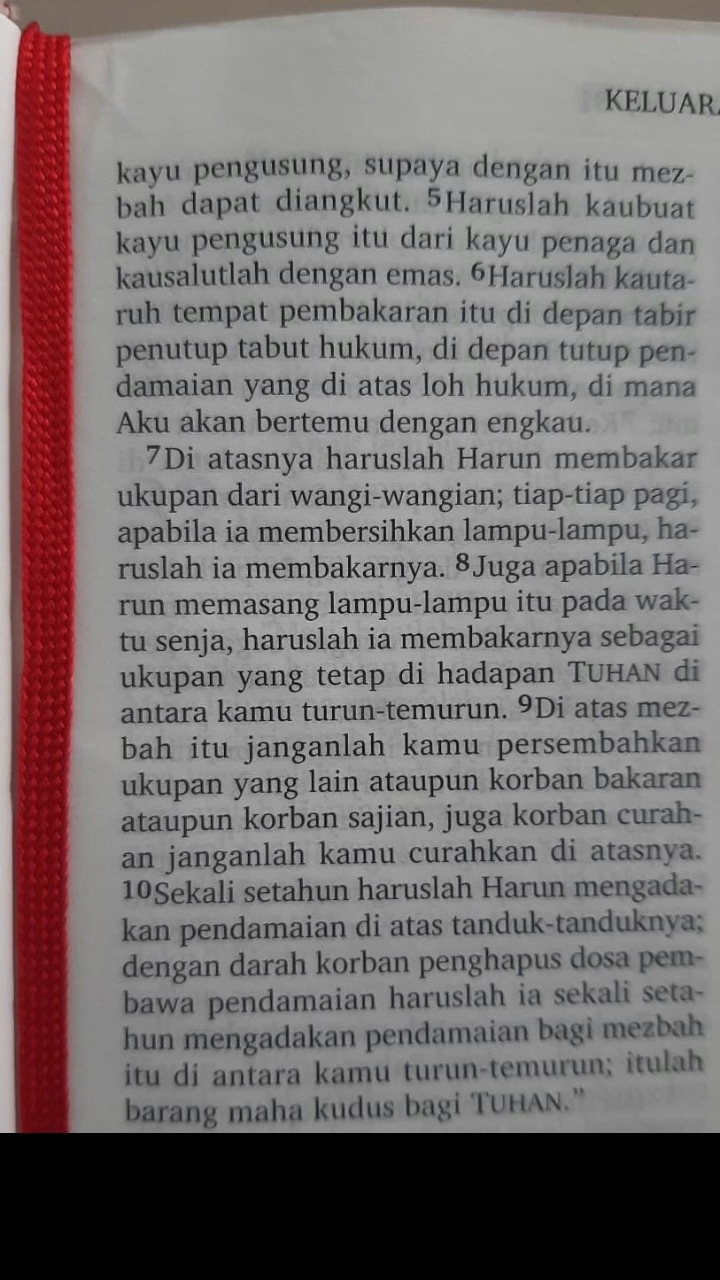 KELUARA
kayu pengusung, supaya dengan itu mez-
bah dapat diangkut. 5Haruslah kaubuat
kayu pengusung itu dari kayu penaga dan
kausalutlah dengan emas. 6Haruslah kauta-
ruh tempat pembakaran itu di depan tabir
penutup tabut hukum, di depan tutup pen-
damaian yang di atas loh hukum, di mana
Aku akan bertemu dengan engkau.
7Di atasnya haruslah Harun membakar
ukupan dari wangi-wangian; tiap-tiap pagi,
apabila ia membersihkan lampu-lampu, ha-
ruslah ia membakarnya. 8Juga apabila Ha-
run memasang lampu-lampu itu pada wak-
tu senja, haruslah ia membakarnya sebagai
ukupan yang tetap di hadapan TUHAN di
antara kamu turun-temurun. 9Di atas mez-
bah itu janganlah kamu persembahkan
ukupan yang lain ataupun korban bakaran
ataupun korban sajian, juga korban curah-
an janganlah kamu curahkan di atasnya.
10Sekali setahun haruslah Harun mengada-
kan pendamaian di atas tanduk-tanduknya;
dengan darah korban penghapus dosa pem-
bawa pendamaian haruslah ia sekali seta-
hun mengadakan pendamaian bagi mezbah
itu di antara kamu turun-temurun; itulah
barang maha kudus bagi TUHAN.”